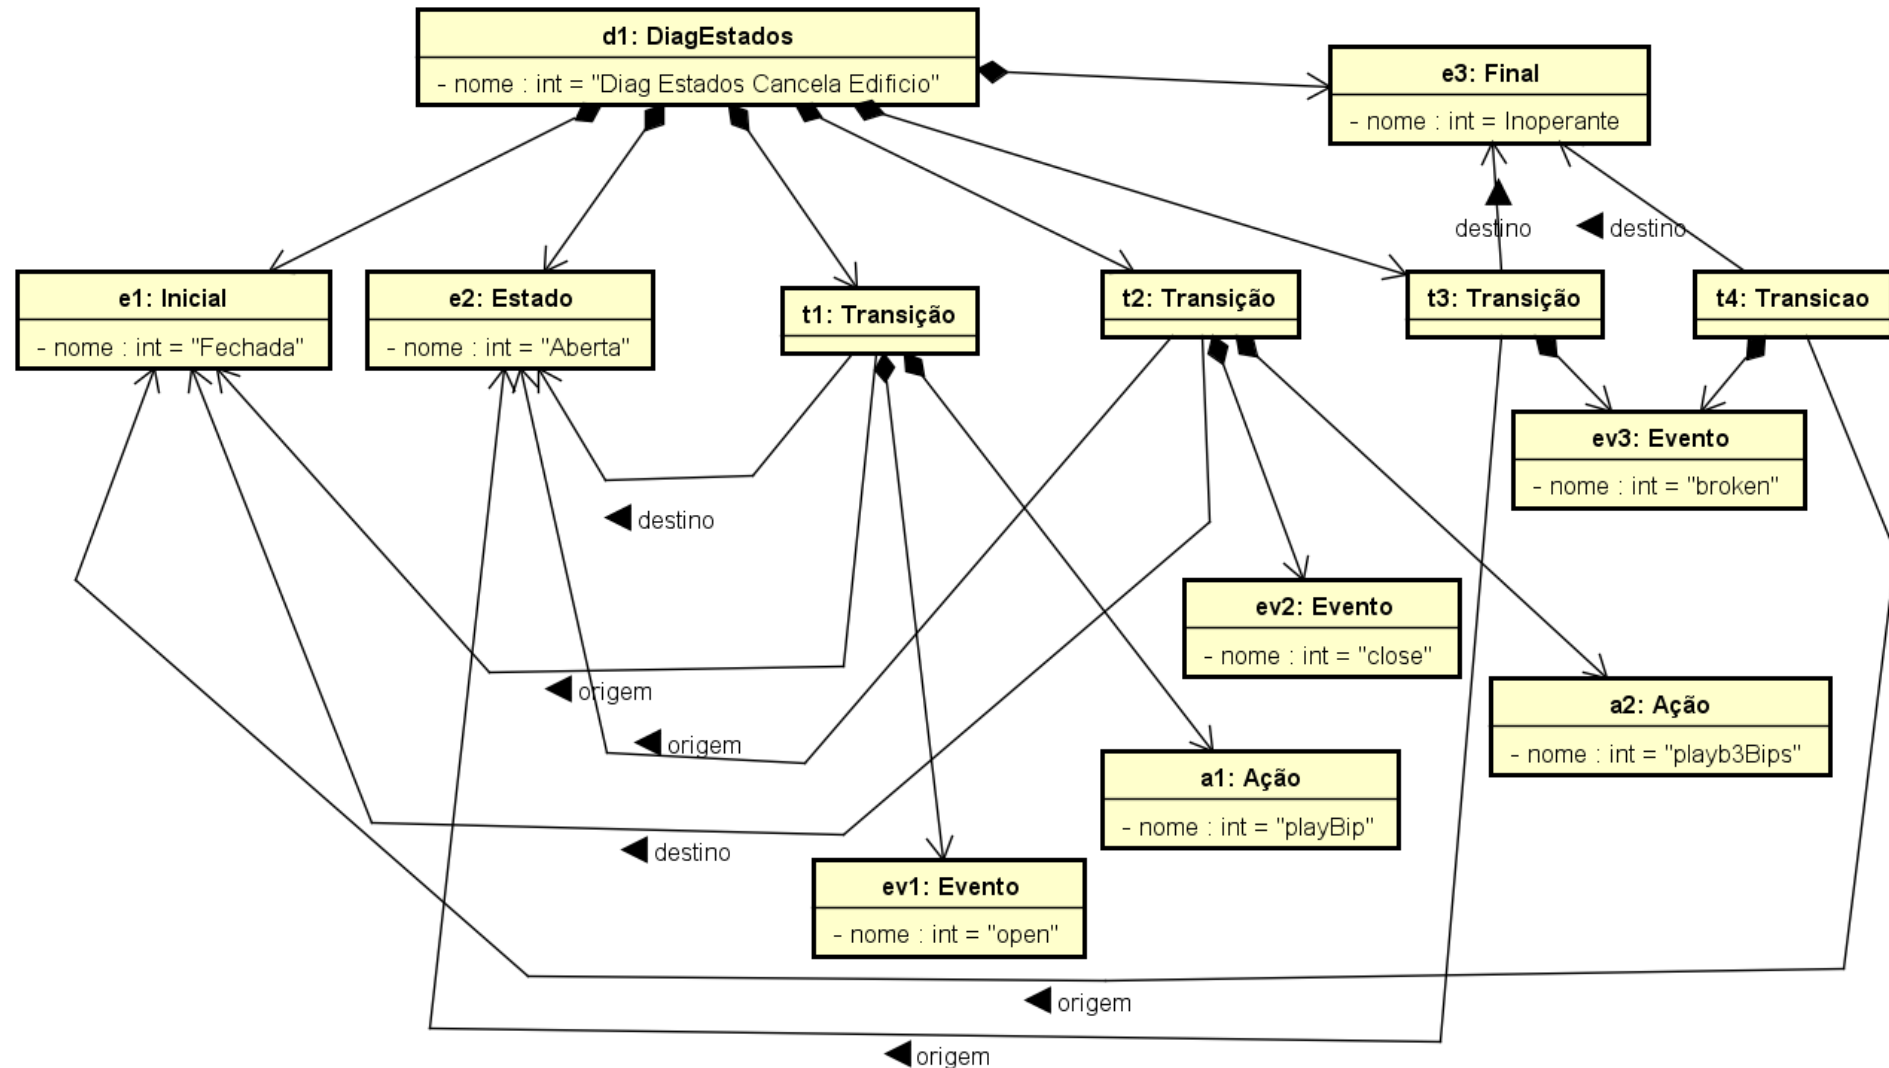 d1: DiagEstados
- nome : int = "Diag Estados Cancela Edificio"
e3: Final
- nome : int = Inoperante
destino
destino
e1: Inicial
- nome : int = "Fechada"
e2: Estado
- nome : int = "Aberta"
t1: Transição
t2: Transição
t3: Transição
t4: Transicao
ev3: Evento
- nome : int = "broken"
destino
ev2: Evento
- nome : int = "close"
origem
origem
a2: Ação
- nome : int = "playb3Bips"
a1: Ação
- nome : int = "playBip"
destino
ev1: Evento
- nome : int = "open"
origem
origem